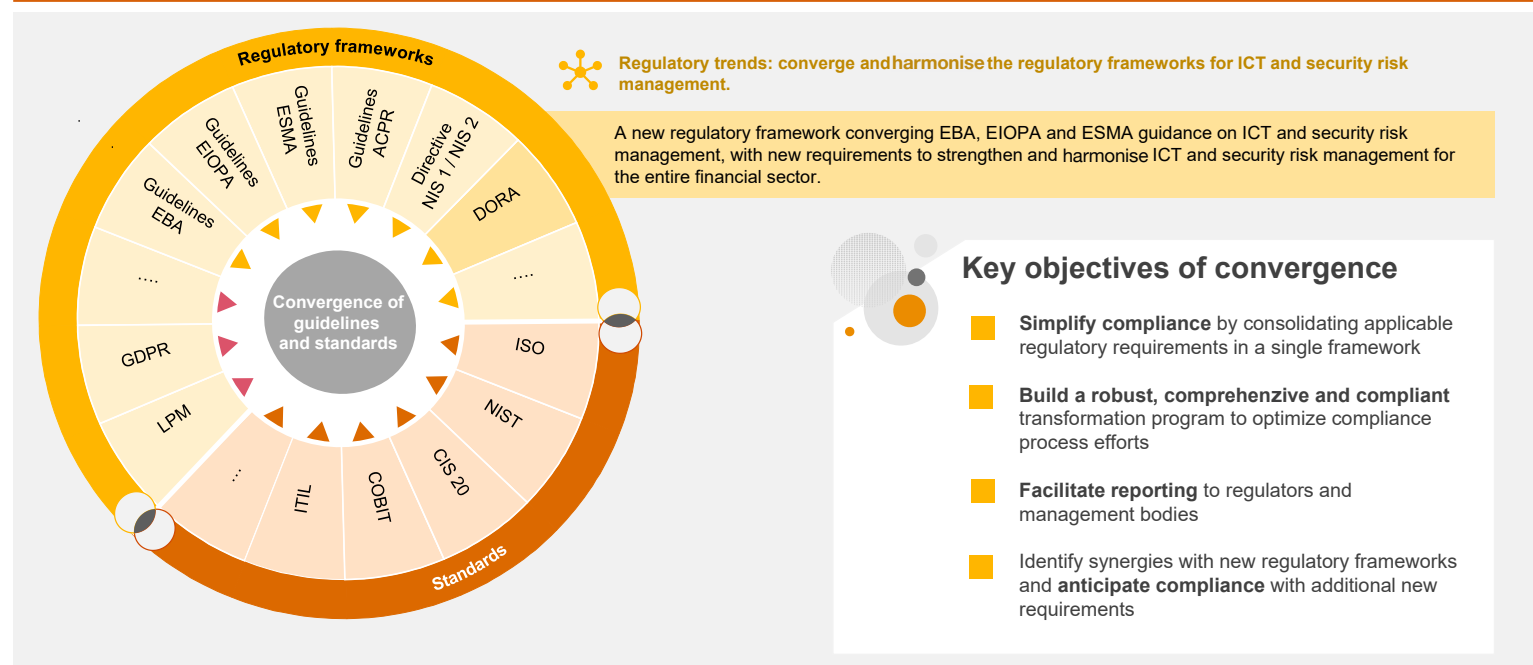 Regulatory frameworks
Guidelines
ESMA
Guidelines
ACPR
Directive
NIS 1 / NIS 2
DORA
....
Guidelines
EIOPA
Guidelines
EBA
....
GDPR
LPM
Convergence of
guidelines
and standards
ISO
NIST
CIS 20
COBIT
ITIL
...
Standards
Regulatory trends: converge and harmonise the regulatory frameworks for ICT and security risk
management.
A new regulatory framework converging EBA, EIOPA and ESMA guidance on ICT and security risk
management, with new requirements to strengthen and harmonise ICT and security risk management for
the entire financial sector.
Key objectives of convergence
Simplify compliance by consolidating applicable
regulatory requirements in a single framework
Build a robust, comprehenzive and compliant
transformation program to optimize compliance
process efforts
Facilitate reporting to regulators and
management bodies
Identify synergies with new regulatory frameworks
and anticipate compliance with additional new
requirements